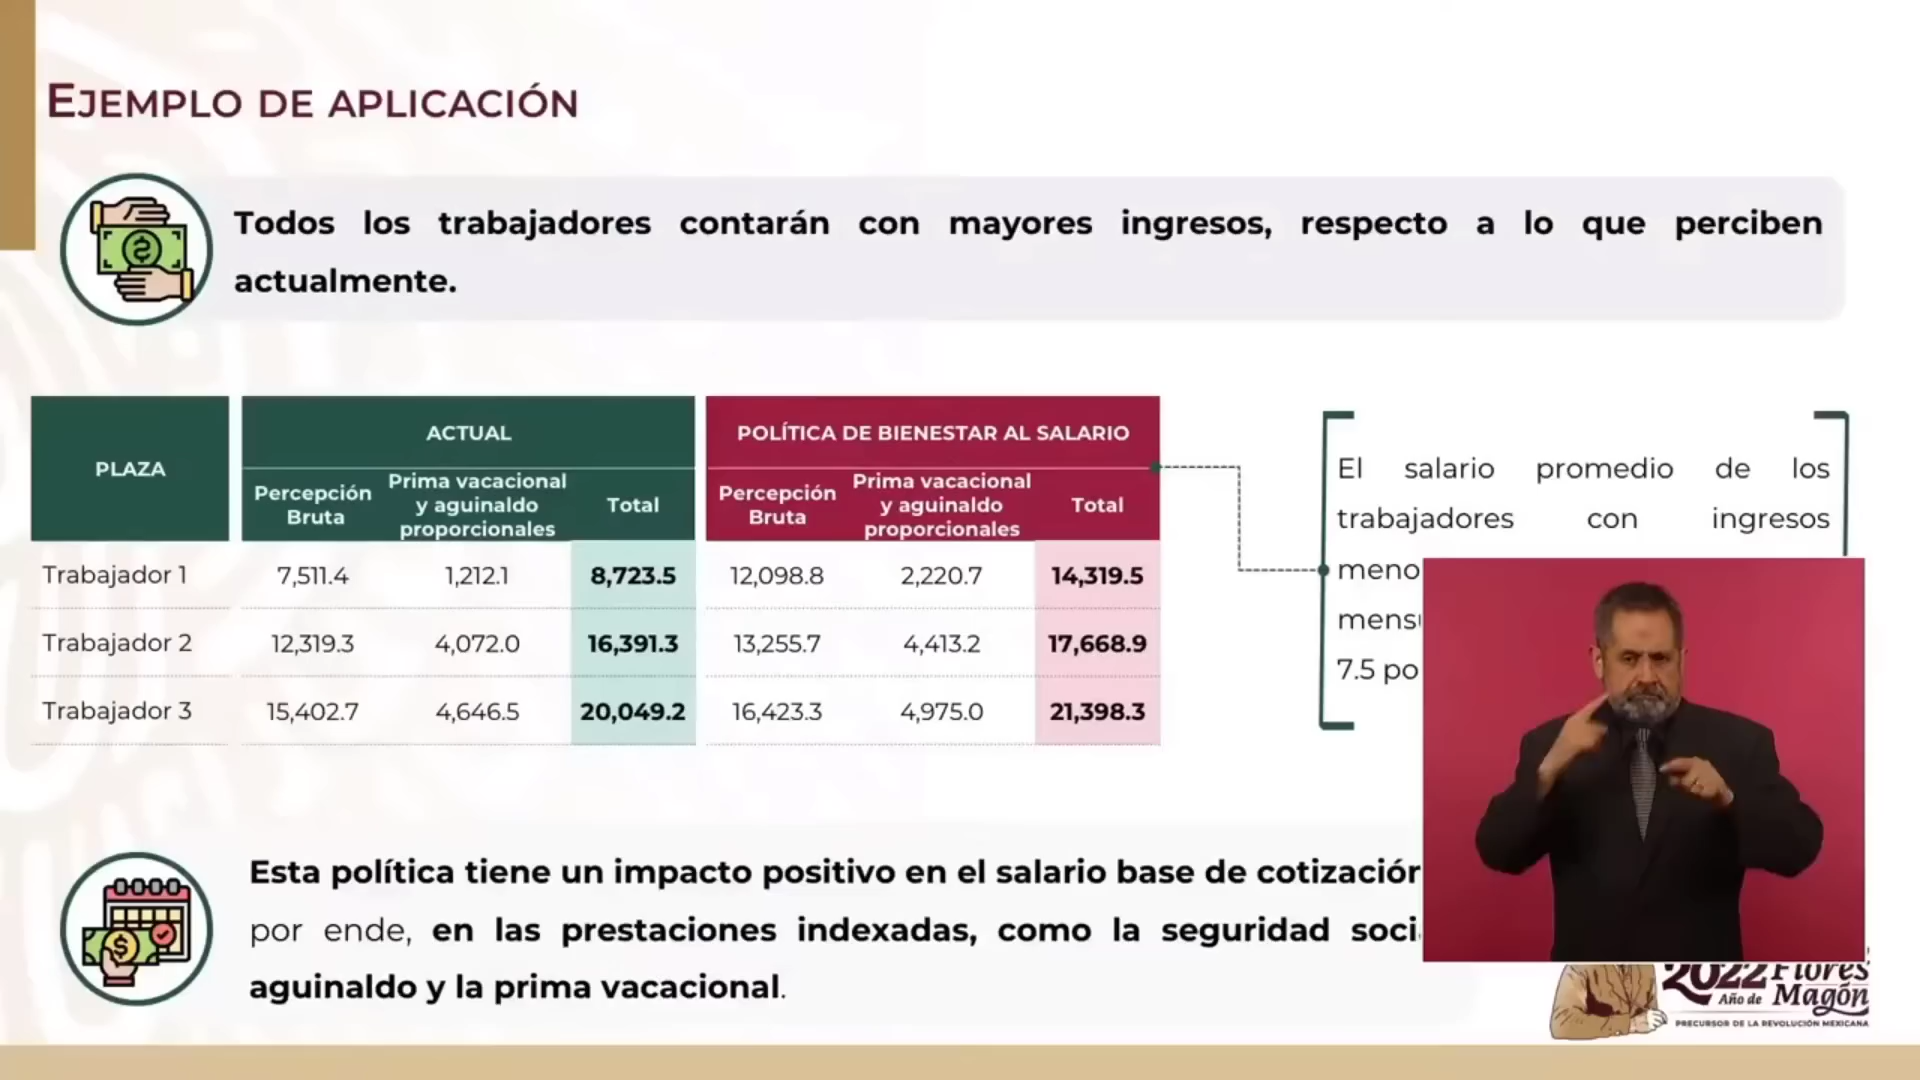 EJEMPLO DE APLICACIÓN
Todos los trabajadores contarán con mayores ingresos, respecto a lo que perciben
actualmente.
PLAZA
ACTUAL
Percepción
Bruta
Prima vacacional
y aguinaldo
proporcionales
Total
POLÍTICA DE BIENESTAR AL SALARIO
Percepción
Bruta
Prima vacacional
y aguinaldo
proporcionales
Total
Trabajador 1 7,511.4 1,212.1 8,723.5 12,098.8 2,220.7 14,319.5
Trabajador 2 12,319.3 4,072.0 16,391.3 13,255.7 4,413.2 17,668.9
Trabajador 3 15,402.7 4,646.5 20,049.2 16,423.3 4,975.0 21,398.3
El salario promedio de los
trabajadores con ingresos
7.5
Esta política tiene un impacto positivo en el salario base de
por ende, en las prestaciones indexadas, como la seguridad
aguinaldo y la prima vacacional.
2022 Flores
Año de Magón
PRECURSOR DE LA REVOLUCIÓN MEXICANA